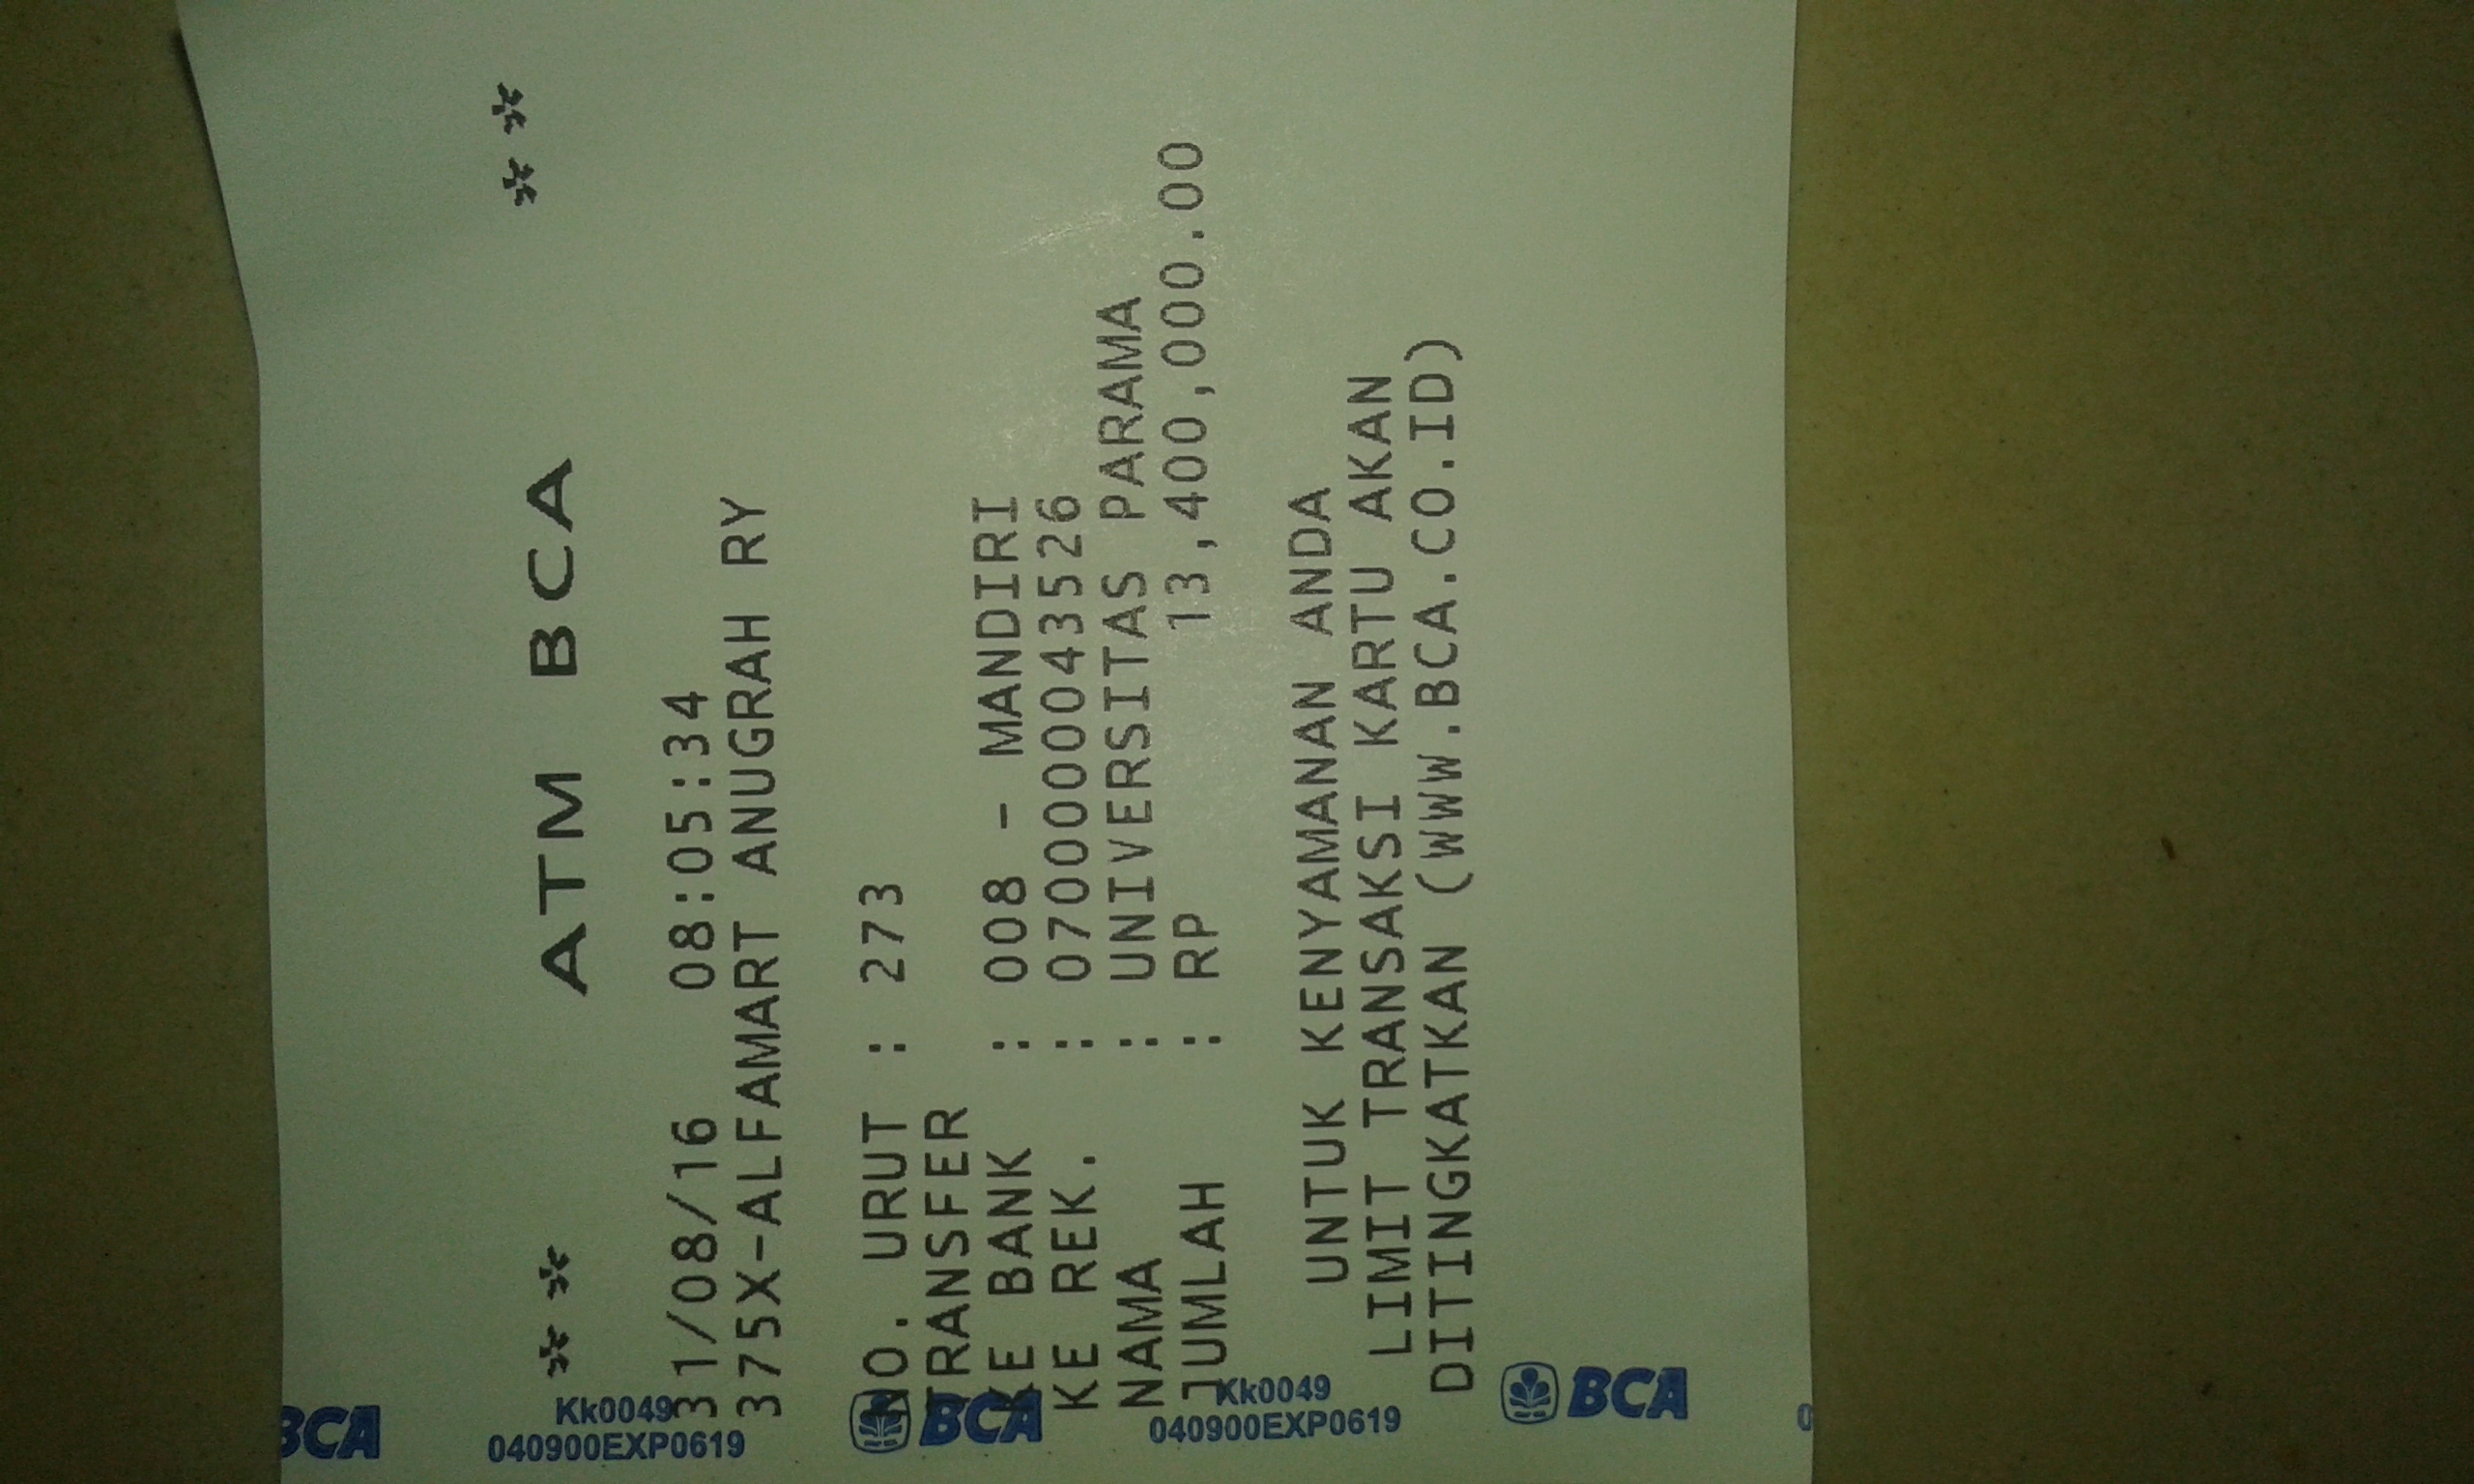 ** ATM BCA **
31/08/16 08:05:34
375X-ALFAMART ANUGRAH RY
NO. URUT : 273
TRANSFER
KE BANK : 008 - MANDIRI
KE REK. : 0700000043526
NAMA : UNIVERSITAS PARAMA
JUMLAH : RP 13,400,000.00
UNTUK KENYAMANAN ANDA
LIMIT TRANSAKSI KARTU AKAN
DITINGKATKAN (WWW.BCA.CO.ID)
BCA
Kk0049
040900EXP0619
BCA
Kk0049
040900EXP0619
BCA
0